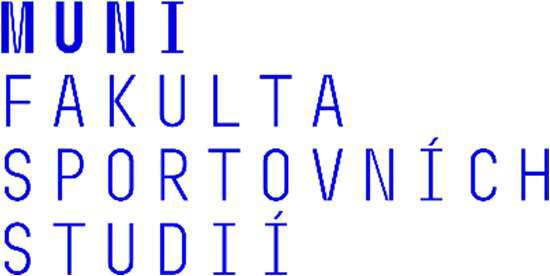 MUNI
FAKULTA
SPORTOVNÍCH
STUDIÍ